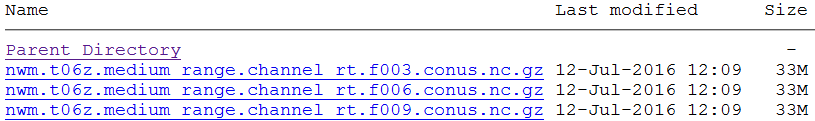 Name Last modified Size
Parent Directory -
nwm.t06z.medium_range.channel_rt.f003.conus.nc.gz 12-Jul-2016 12:09 33M
nwm.t06z.medium_range.channel_rt.f006.conus.nc.gz 12-Jul-2016 12:09 33M
nwm.t06z.medium_range.channel_rt.f009.conus.nc.gz 12-Jul-2016 12:09 33M